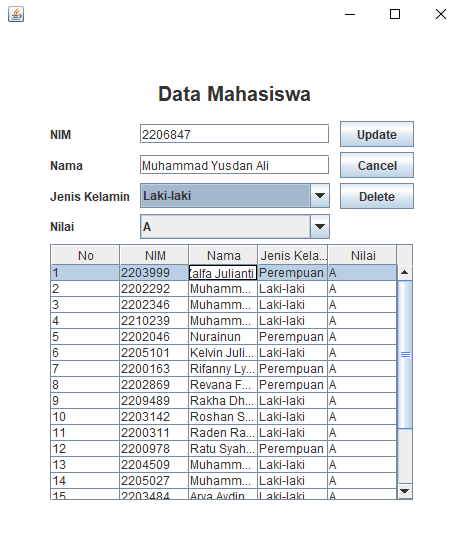 Data Mahasiswa
NIM 2206847 Update
Nama Muhammad Yusdan Ali Cancel
Jenis Kelamin Laki-laki Delete
Nilai A
No NIM Nama Jenis Kela... Nilai
1 2203999 Zalfa Julianti Perempuan A
2 2202292 Muhamm... Laki-laki A
3 2202346 Muhamm... Laki-laki A
4 2210239 Muhamm... Laki-laki A
5 2202046 Nurainun Perempuan A
6 2205101 Kelvin Juli... Laki-laki A
7 2200163 Rifanny Ly... Perempuan A
8 2202869 Revana F... Perempuan A
9 2209489 Rakha Dh... Laki-laki A
10 2203142 Roshan S... Laki-laki A
11 2200311 Raden Ra... Laki-laki A
12 2200978 Ratu Syah... Perempuan A
13 2204509 Muhamm... Laki-laki A
14 2205027 Muhamm... Laki-laki A
15 2203484 Arya Aydin... Laki-laki A